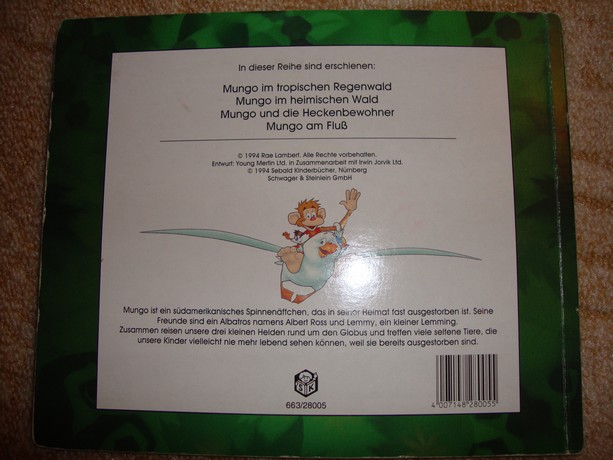 In dieser Reihe sind erschienen:
Mungo im tropischen Regenwald
Mungo im heimischen Wald
Mungo und die Heckenbewohner
Mungo am Fluß
© 1994 Rae Lambert. Alle Rechte vorbehalten.
Entwurf: Young Merlin Ltd. in Zusammenarbeit mit Irwin Jorvik Ltd.
© 1994 Sebald Kinderbücher, Nürnberg
Schwager & Steinlein GmbH
Mungo ist ein südamerikanisches Spinnenäffchen, das in seiner Heimat fast ausgestorben ist. Seine
Freunde sind ein Albatros namens Albert Ross und Lemmy, ein kleiner Lemming.
Zusammen reisen unsere drei kleinen Helden rund um den Globus und treffen viele seltene Tiere, die
unsere Kinder vielleicht nie mehr lebend sehen können, weil sie bereits ausgestorben sind.
663/28005
4 007148 280055